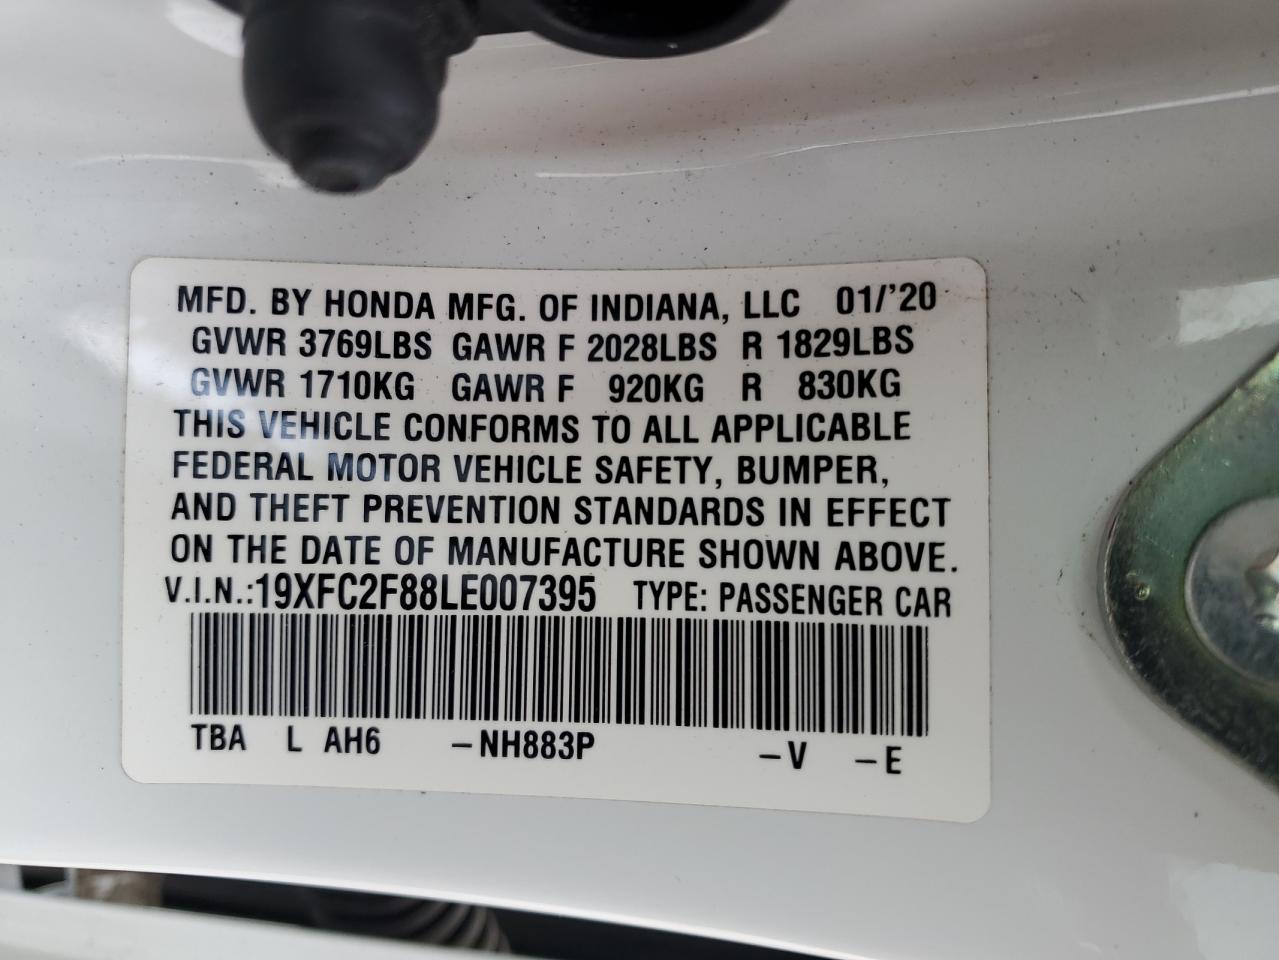 MFD. BY HONDA MFG. OF INDIANA, LLC 01/'20
GVWR 3769LBS GAWR F 2028LBS R 1829LBS
GVWR 1710KG GAWR F 920KG R 830KG
THIS VEHICLE CONFORMS TO ALL APPLICABLE
FEDERAL MOTOR VEHICLE SAFETY, BUMPER,
AND THEFT PREVENTION STANDARDS IN EFFECT
ON THE DATE OF MANUFACTURE SHOWN ABOVE.
V.I.N.:19XFC2F88LE007395 TYPE: PASSENGER CAR
TBA L AH6 –NH883P –V –E